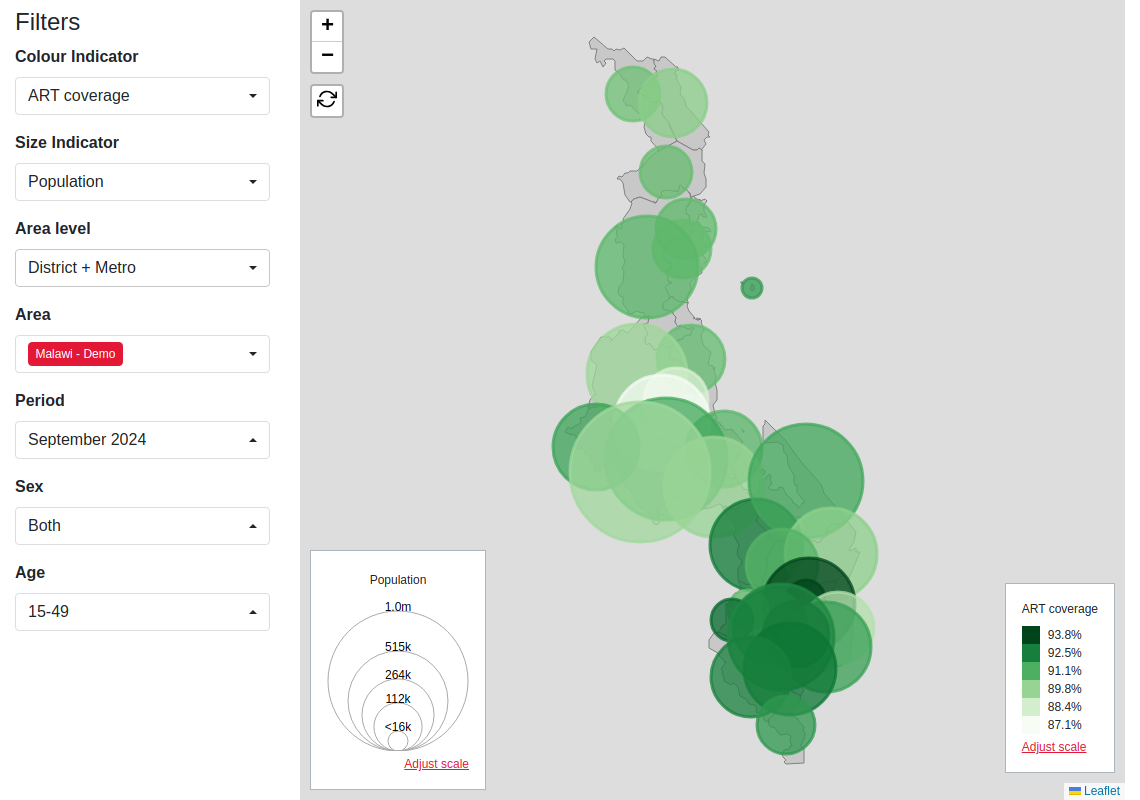 Filters
Colour Indicator
ART coverage
Size Indicator
Population
Area level
District + Metro
Area
Malawi - Demo
Period
September 2024
Sex
Both
Age
15-49
+
−
Population
1.0m
515k
264k
112k
<16k
Adjust scale
ART coverage
93.8%
92.5%
91.1%
89.8%
88.4%
87.1%
Adjust scale
Leaflet